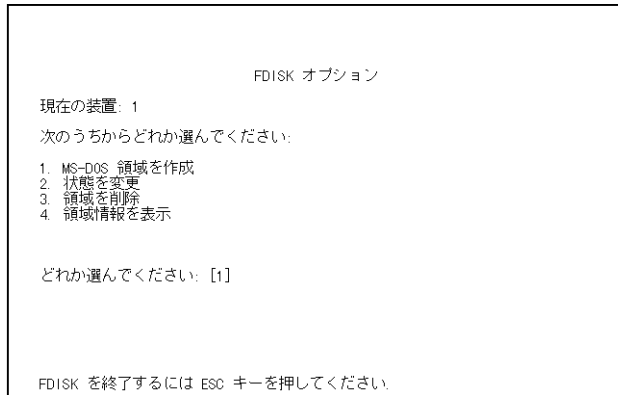 FDISK オプション
現在の装置: 1
次のうちからどれか選んでください:
1. MS-DOS 領域を作成
2. 状態を変更
3. 領域を削除
4. 領域情報を表示
どれか選んでください: [1]
FDISK を終了するには ESC キーを押してください.